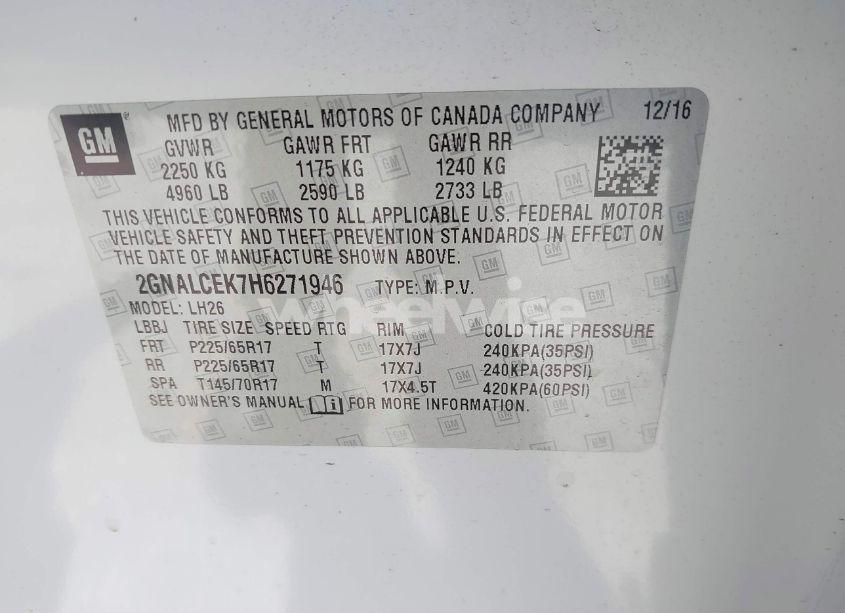 GM
MFD BY GENERAL MOTORS OF CANADA COMPANY 12/16
GVWR GAWR FRT GAWR RR
2250 KG 1175 KG 1240 KG
4960 LB 2590 LB 2733 LB
THIS VEHICLE CONFORMS TO ALL APPLICABLE U.S. FEDERAL MOTOR
VEHICLE SAFETY AND THEFT PREVENTION STANDARDS IN EFFECT ON
THE DATE OF MANUFACTURE SHOWN ABOVE.
2GNALCEK7H6271946 TYPE: M.P.V.
wheelwise
MODEL: LH26
LBBJ TIRE SIZE SPEED RTG RIM COLD TIRE PRESSURE
FRT P225/65R17 T 17X7J 240KPA(35PSI)
RR P225/65R17 T 17X7J 240KPA(35PSI)
SPA T145/70R17 M 17X4.5T 420KPA(60PSI)
SEE OWNER'S MANUAL FOR MORE INFORMATION.